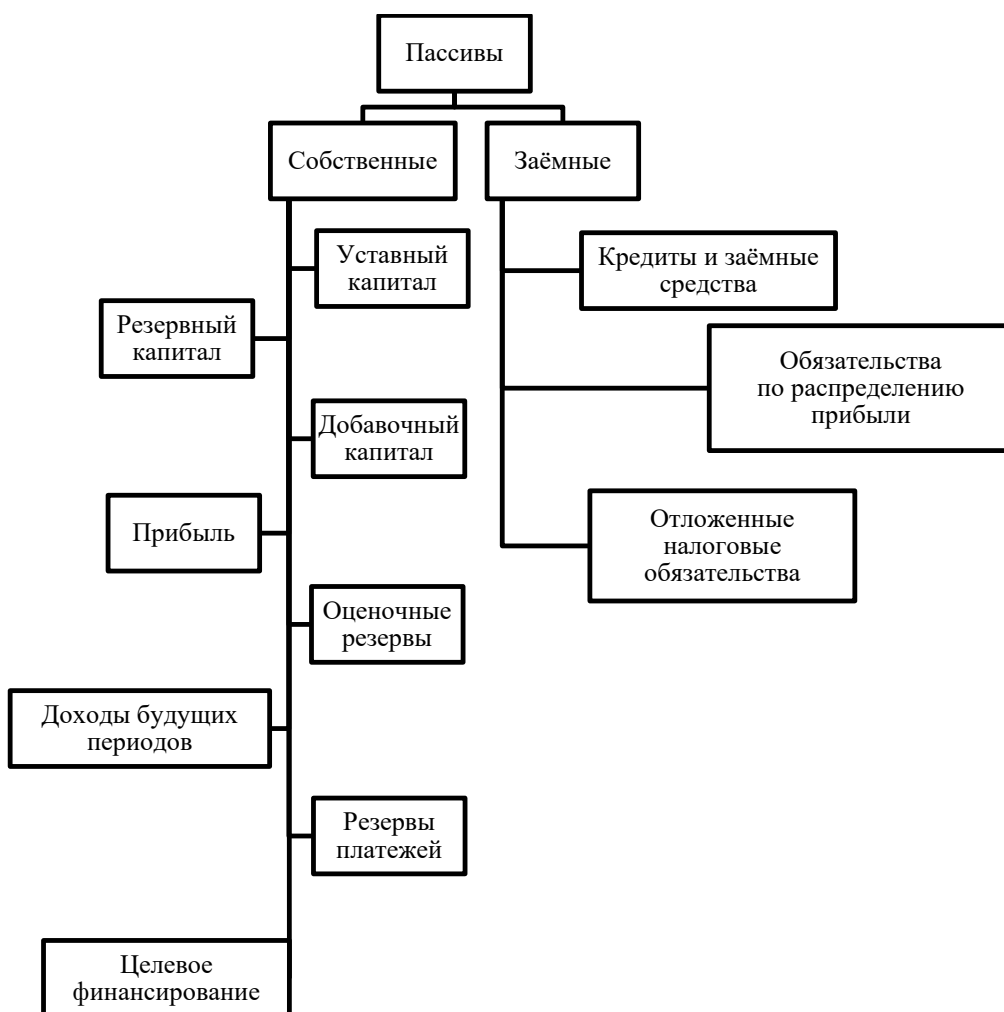 Пассивы
Собственные
Заёмные
Уставный
капитал
Кредиты и заёмные
средства
Резервный
капитал
Обязательства
по распределению
прибыли
Добавочный
капитал
Прибыль
Отложенные
налоговые
обязательства
Оценочные
резервы
Доходы будущих
периодов
Резервы
платежей
Целевое
финансирование